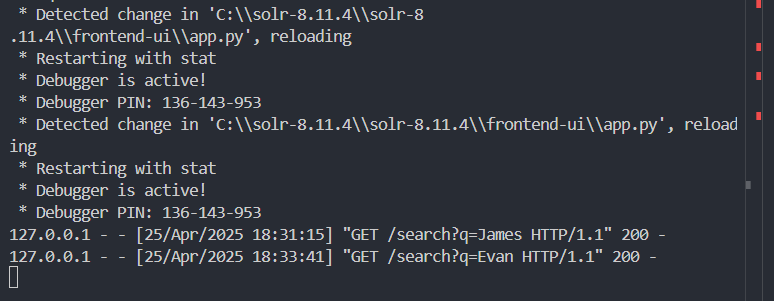 * Detected change in 'C:\\solr-8.11.4\\solr-8
.11.4\\frontend-ui\\app.py', reloading
* Restarting with stat
* Debugger is active!
* Debugger PIN: 136-143-953
* Detected change in 'C:\\solr-8.11.4\\solr-8.11.4\\frontend-ui\\app.py', reload
ing
* Restarting with stat
* Debugger is active!
* Debugger PIN: 136-143-953
127.0.0.1 - - [25/Apr/2025 18:31:15] "GET /search?q=James HTTP/1.1" 200 -
127.0.0.1 - - [25/Apr/2025 18:33:41] "GET /search?q=Evan HTTP/1.1" 200 -